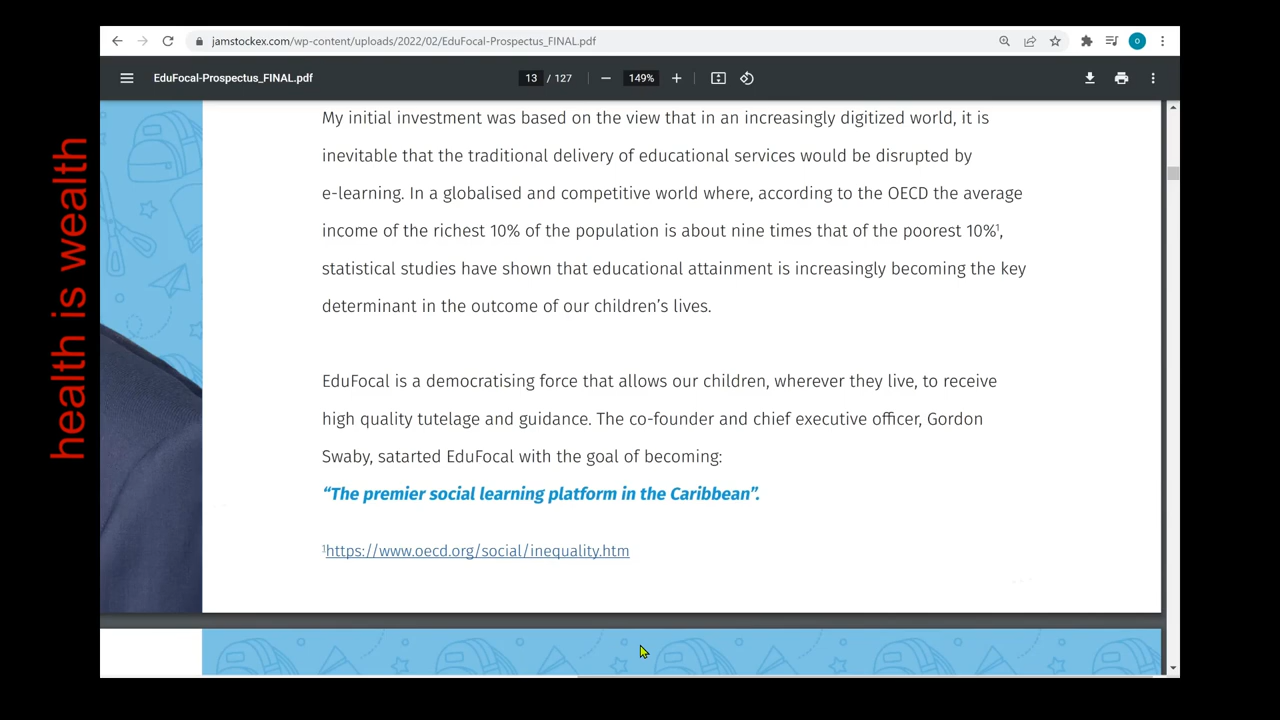 jamstockex.com/wp-content/uploads/2022/02/EduFocal-Prospectus_FINAL.pdf
EduFocal-Prospectus_FINAL.pdf
13 / 127
149%
health is wealth
My initial investment was based on the view that in an increasingly digitized world, it is
inevitable that the traditional delivery of educational services would be disrupted by
e-learning. In a globalised and competitive world where, according to the OECD the average
income of the richest 10% of the population is about nine times that of the poorest 10%¹,
statistical studies have shown that educational attainment is increasingly becoming the key
determinant in the outcome of our children’s lives.
EduFocal is a democratising force that allows our children, wherever they live, to receive
high quality tutelage and guidance. The co-founder and chief executive officer, Gordon
Swaby, satarted EduFocal with the goal of becoming:
“The premier social learning platform in the Caribbean”.
¹https://www.oecd.org/social/inequality.htm